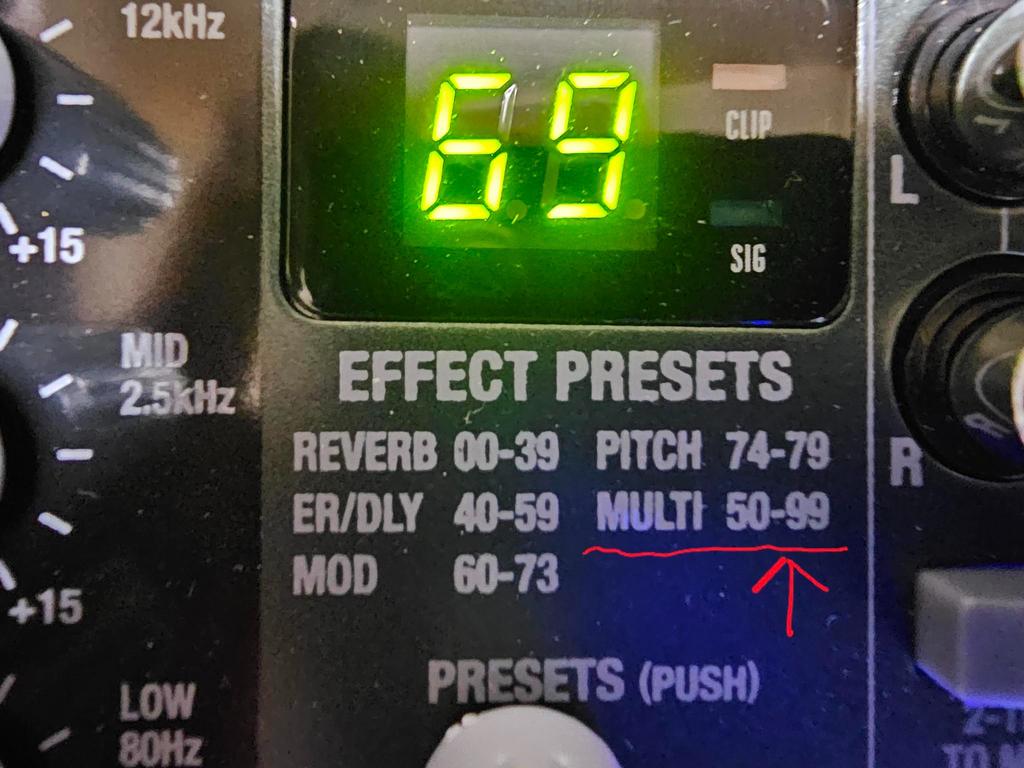 12kHz
69
CLIP
+15
L
SIG
MID
2.5kHz
EFFECT PRESETS
REVERB 00-39 PITCH 74-79
ER/DLY 40-59 MULTI 50-99
MOD 60-73
R
+15
PRESETS (PUSH)
LOW
80Hz